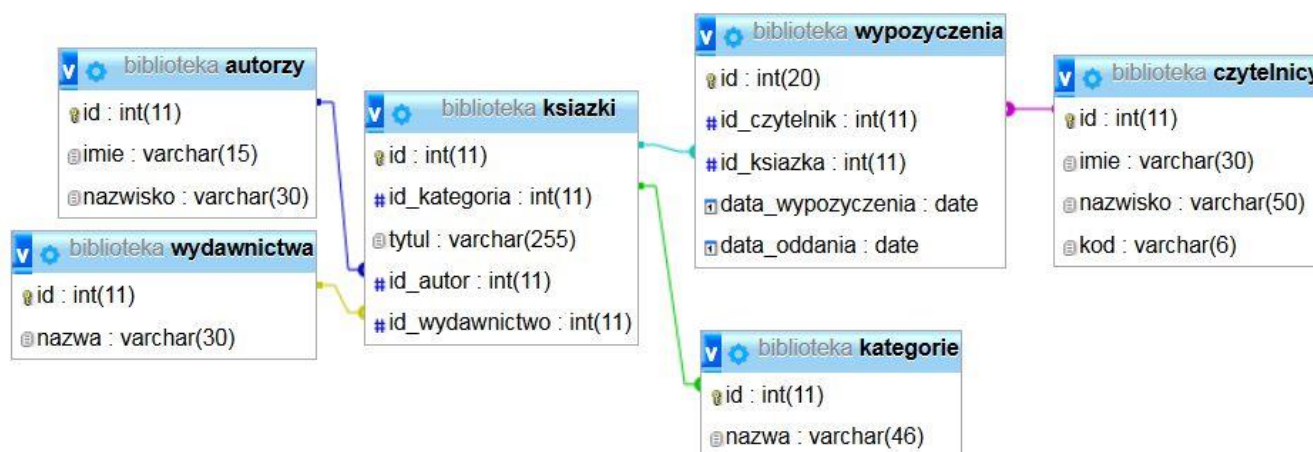 v biblioteka autorzy
id : int(11)
imie : varchar(15)
nazwisko : varchar(30)
v biblioteka wydawnictwa
id : int(11)
nazwa : varchar(30)
v biblioteka ksiazki
id : int(11)
# id_kategoria : int(11)
tytul : varchar(255)
# id_autor : int(11)
# id_wydawnictwo : int(11)
v biblioteka wypozyczenia
id : int(20)
# id_czytelnik : int(11)
# id_ksiazka : int(11)
data_wypozyczenia : date
data_oddania : date
v biblioteka kategorie
id : int(11)
nazwa : varchar(46)
v biblioteka czytelnicy
id : int(11)
imie : varchar(30)
nazwisko : varchar(50)
kod : varchar(6)